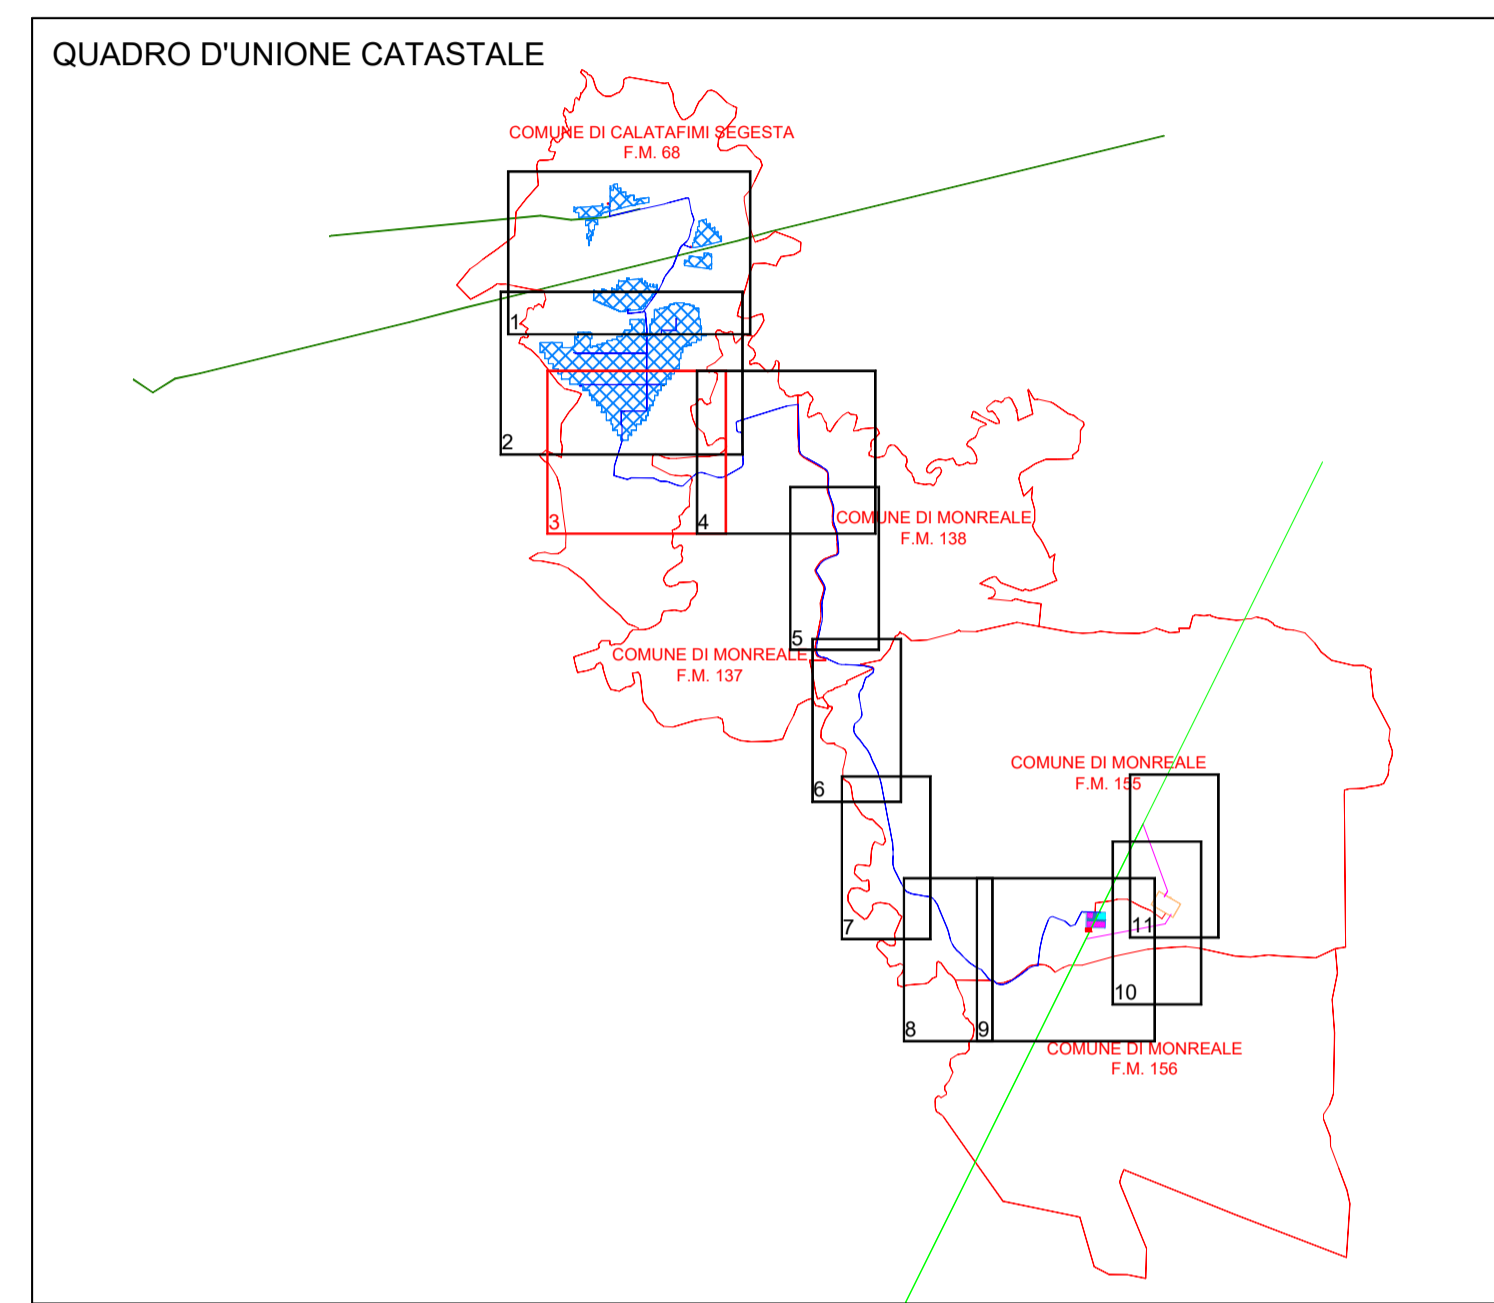 QUADRO D'UNIONE CATASTALE
COMUNE DI CALATAFIMI SEGESTA
F.M. 68
1
2
3
4
COMUNE DI MONREALE
F.M. 138
5
COMUNE DI MONREALE
F.M. 137
6
COMUNE DI MONREALE
F.M. 155
7
11
10
8
9
COMUNE DI MONREALE
F.M. 156